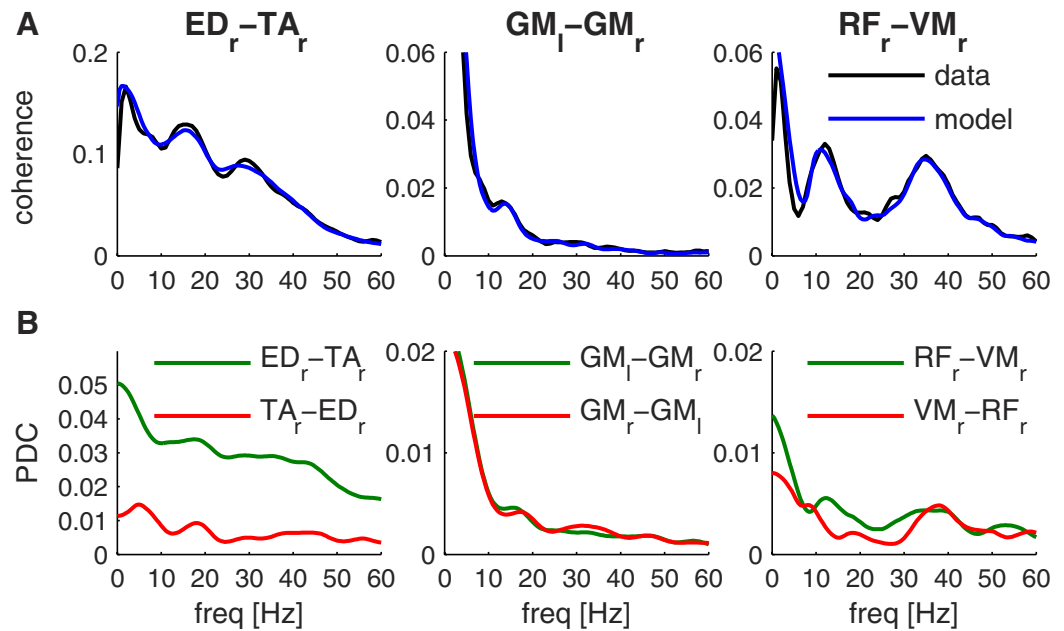 A
ED_r–TA_r
GM_l–GM_r
RF_r–VM_r
coherence
0.2
0.1
0
0.06
0.04
0.02
0
0.06
0.04
0.02
0
data
model
0 10 20 30 40 50 60
0 10 20 30 40 50 60
0 10 20 30 40 50 60
B
PDC
0.05
0.04
0.03
0.02
0.01
0
ED_r–TA_r
TA_r–ED_r
0.02
0.01
0
GM_l–GM_r
GM_r–GM_l
0.02
0.01
0
RF_r–VM_r
VM_r–RF_r
0 10 20 30 40 50 60
0 10 20 30 40 50 60
0 10 20 30 40 50 60
freq [Hz]
freq [Hz]
freq [Hz]